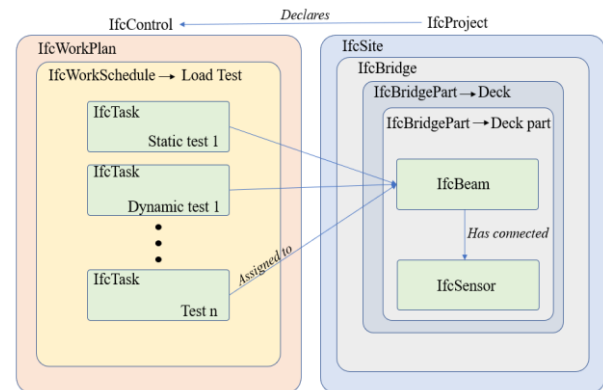 Declares
IfcControl
IfcProject
IfcWorkPlan
IfcWorkSchedule → Load Test
IfcTask
Static test 1
IfcTask
Dynamic test 1
IfcTask
Test n
Assigned to
IfcSite
IfcBridge
IfcBridgePart → Deck
IfcBridgePart → Deck part
IfcBeam
Has connected
IfcSensor